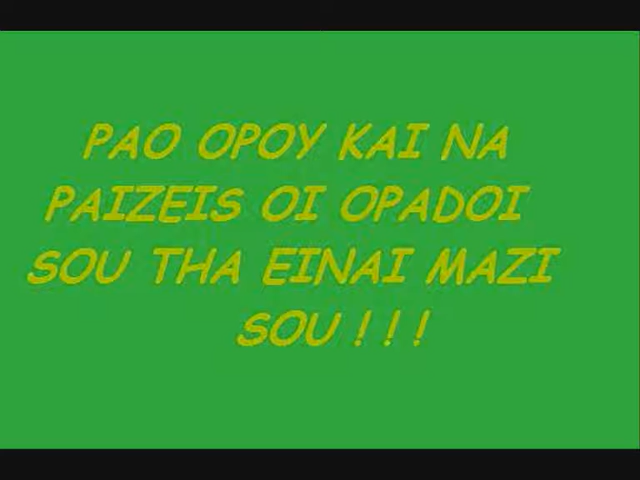 PAO OPOY KAI NA
PAIZEIS OI OPADOI
SOU THA EINAI MAZI
SOU ! ! !